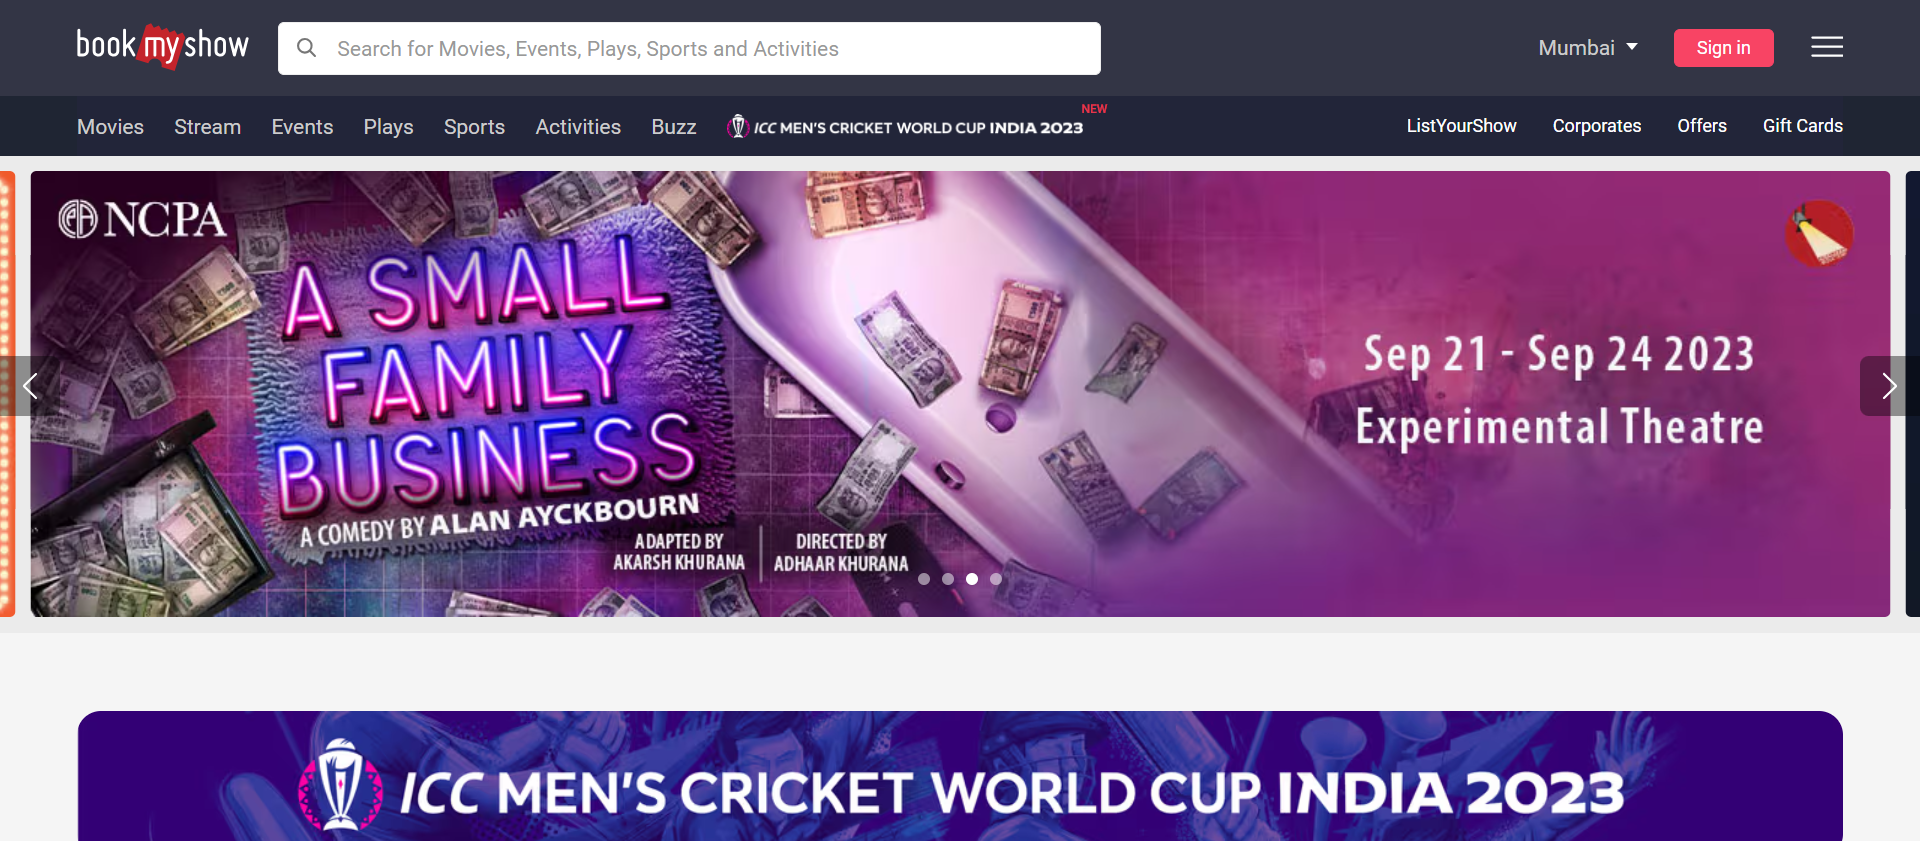 bookmyshow
Search for Movies, Events, Plays, Sports and Activities
Mumbai
Sign in
Movies
Stream
Events
Plays
Sports
Activities
Buzz
ICC MEN'S CRICKET WORLD CUP INDIA 2023
NEW
ListYourShow
Corporates
Offers
Gift Cards
NCPA
A SMALL
FAMILY
BUSINESS
A COMEDY BY ALAN AYCKBOURN
ADAPTED BY
AKARSH KHURANA
DIRECTED BY
ADHAAR KHURANA
Sep 21 - Sep 24 2023
Experimental Theatre
ICC MEN'S CRICKET WORLD CUP INDIA 2023